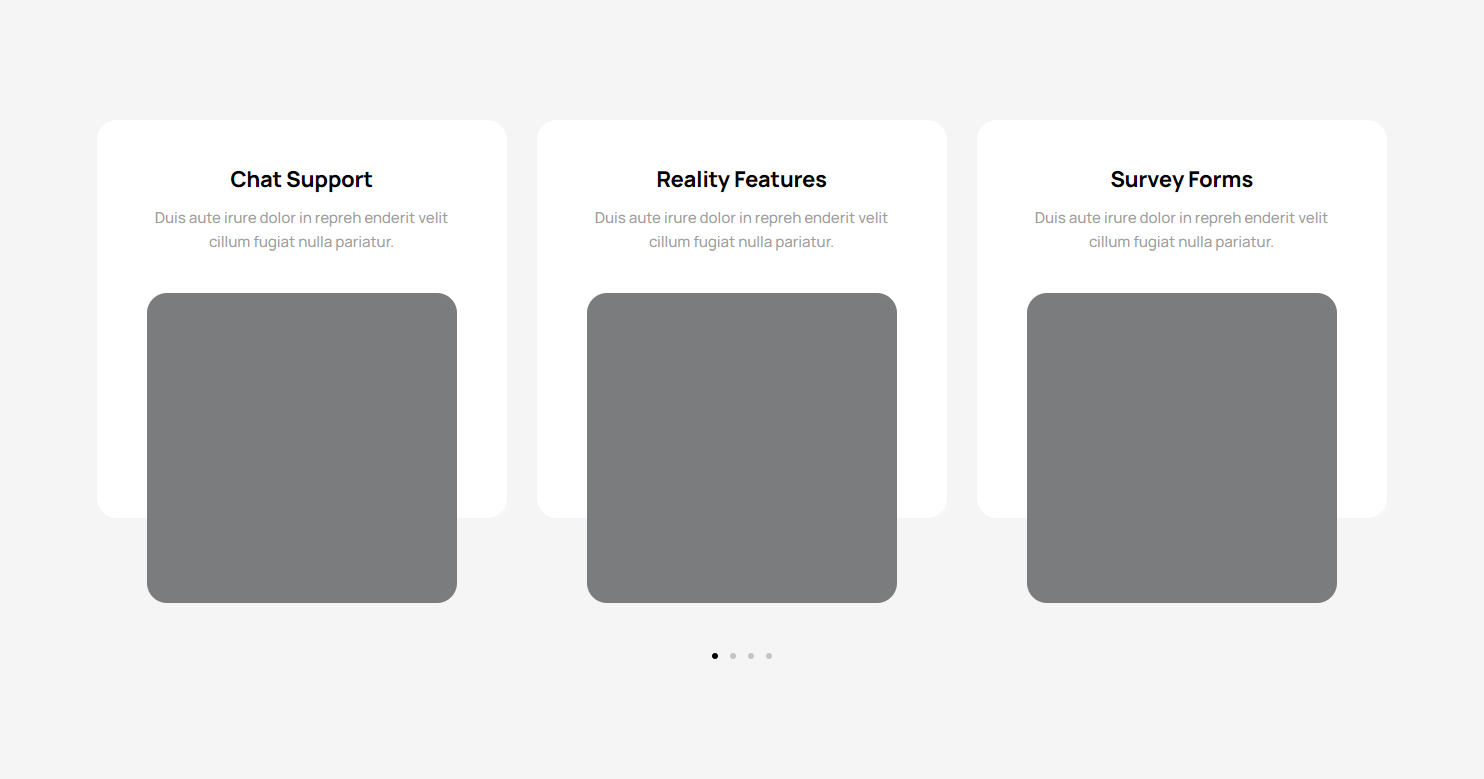 Chat Support
Duis aute irure dolor in repreh enderit velit
cillum fugiat nulla pariatur.
Reality Features
Duis aute irure dolor in repreh enderit velit
cillum fugiat nulla pariatur.
Survey Forms
Duis aute irure dolor in repreh enderit velit
cillum fugiat nulla pariatur.